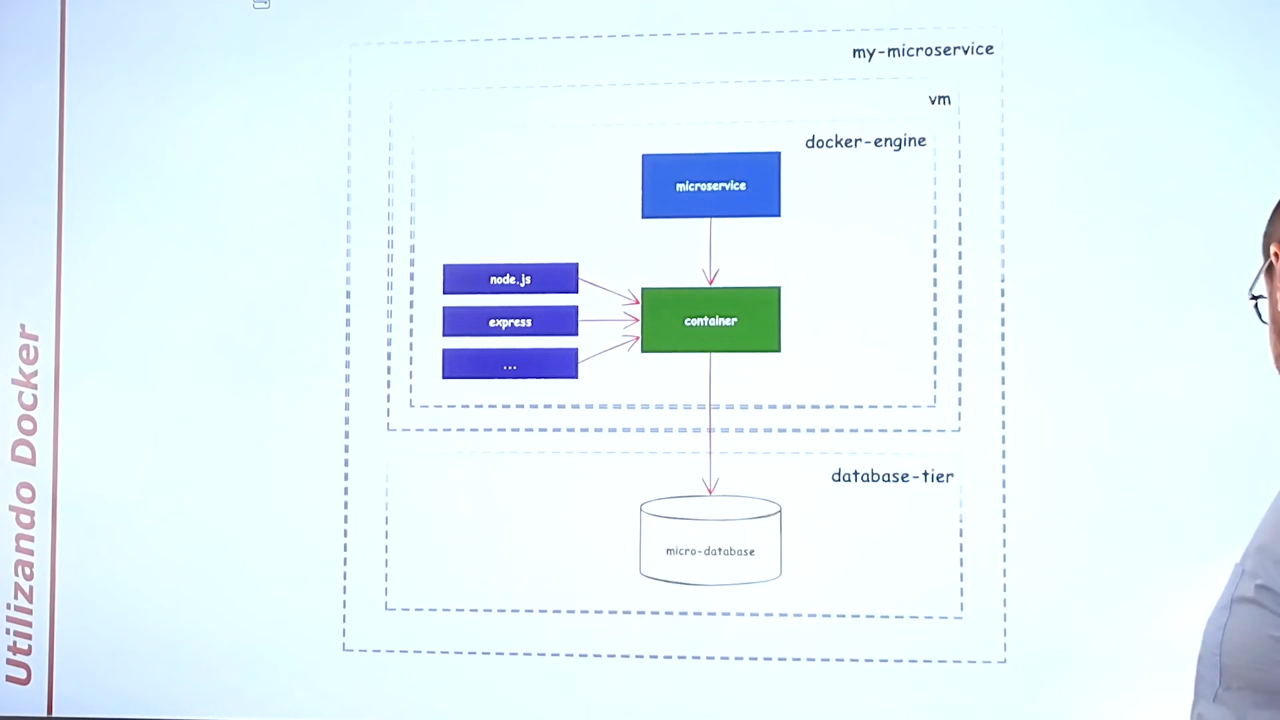 Utilizando Docker
my-microservice
vm
docker-engine
microservice
node.js
express
...
container
database-tier
micro-database